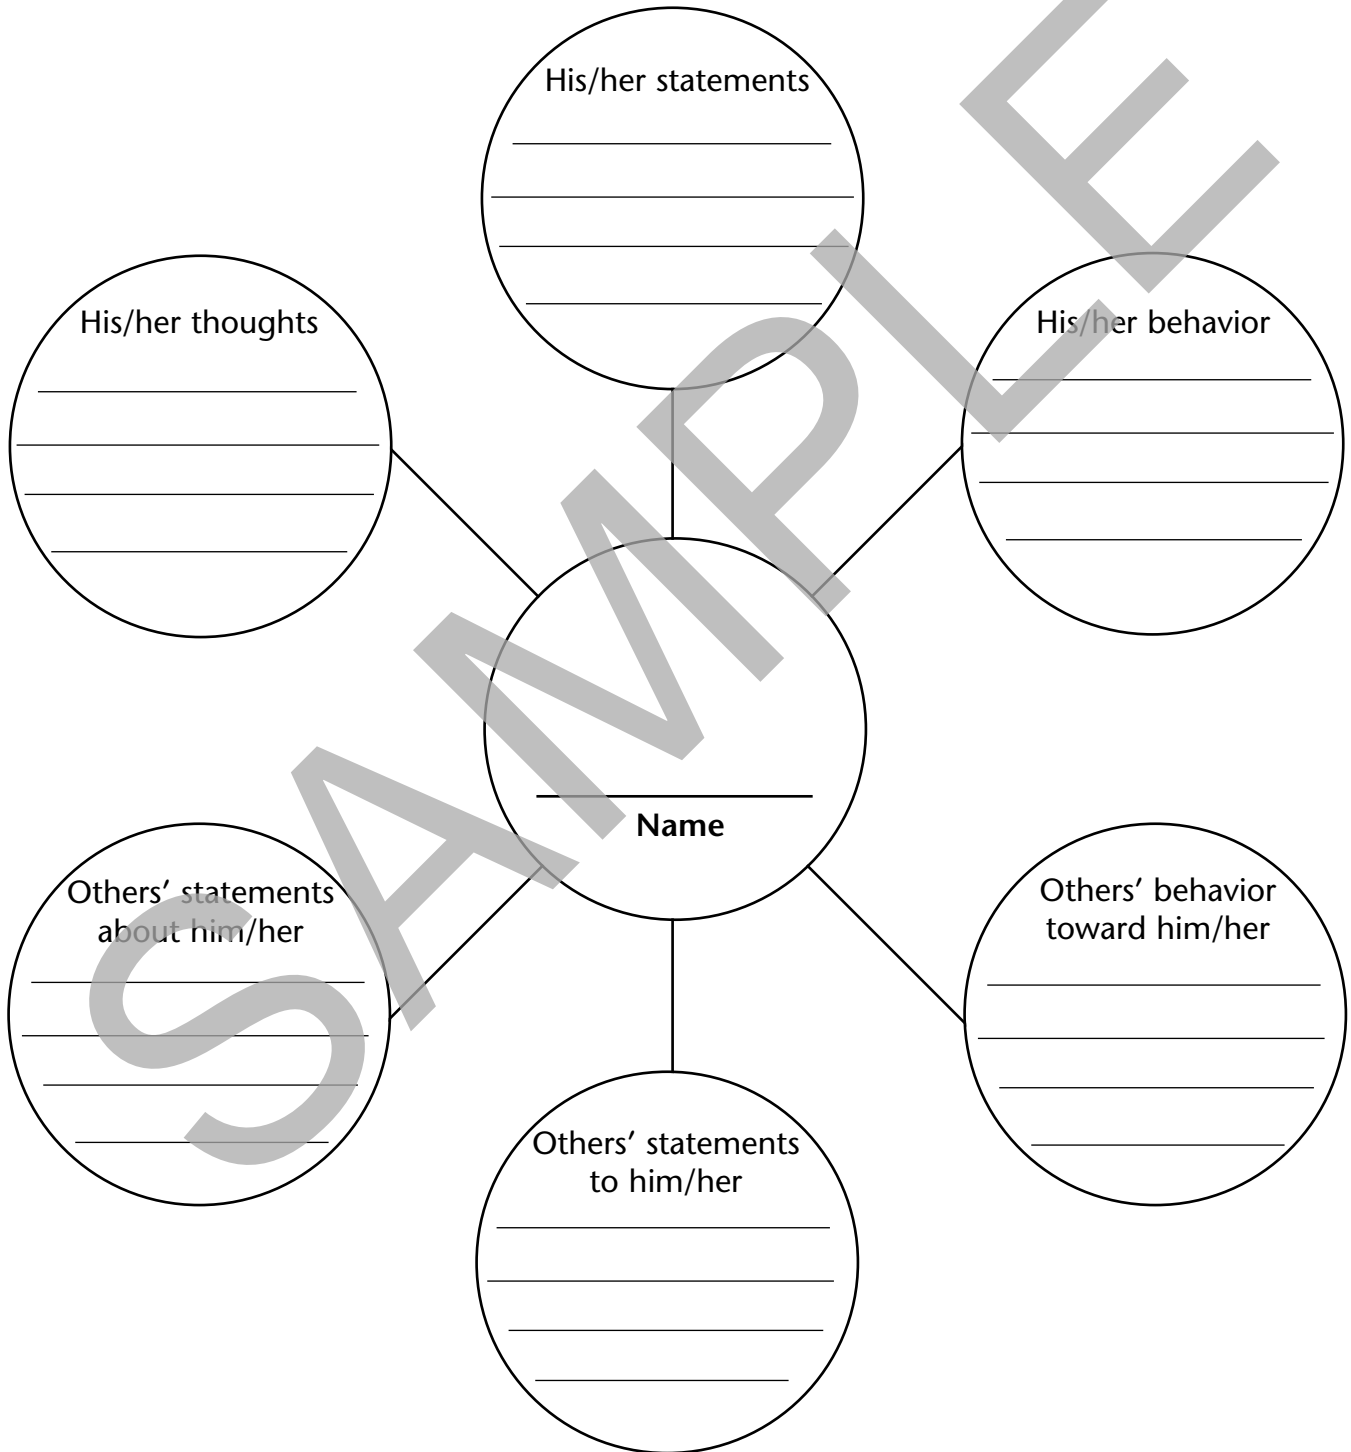 His/her statements
His/her thoughts
His/her behavior
Name
Others’ statements
about him/her
Others’ behavior
toward him/her
Others’ statements
to him/her
SAMPLE